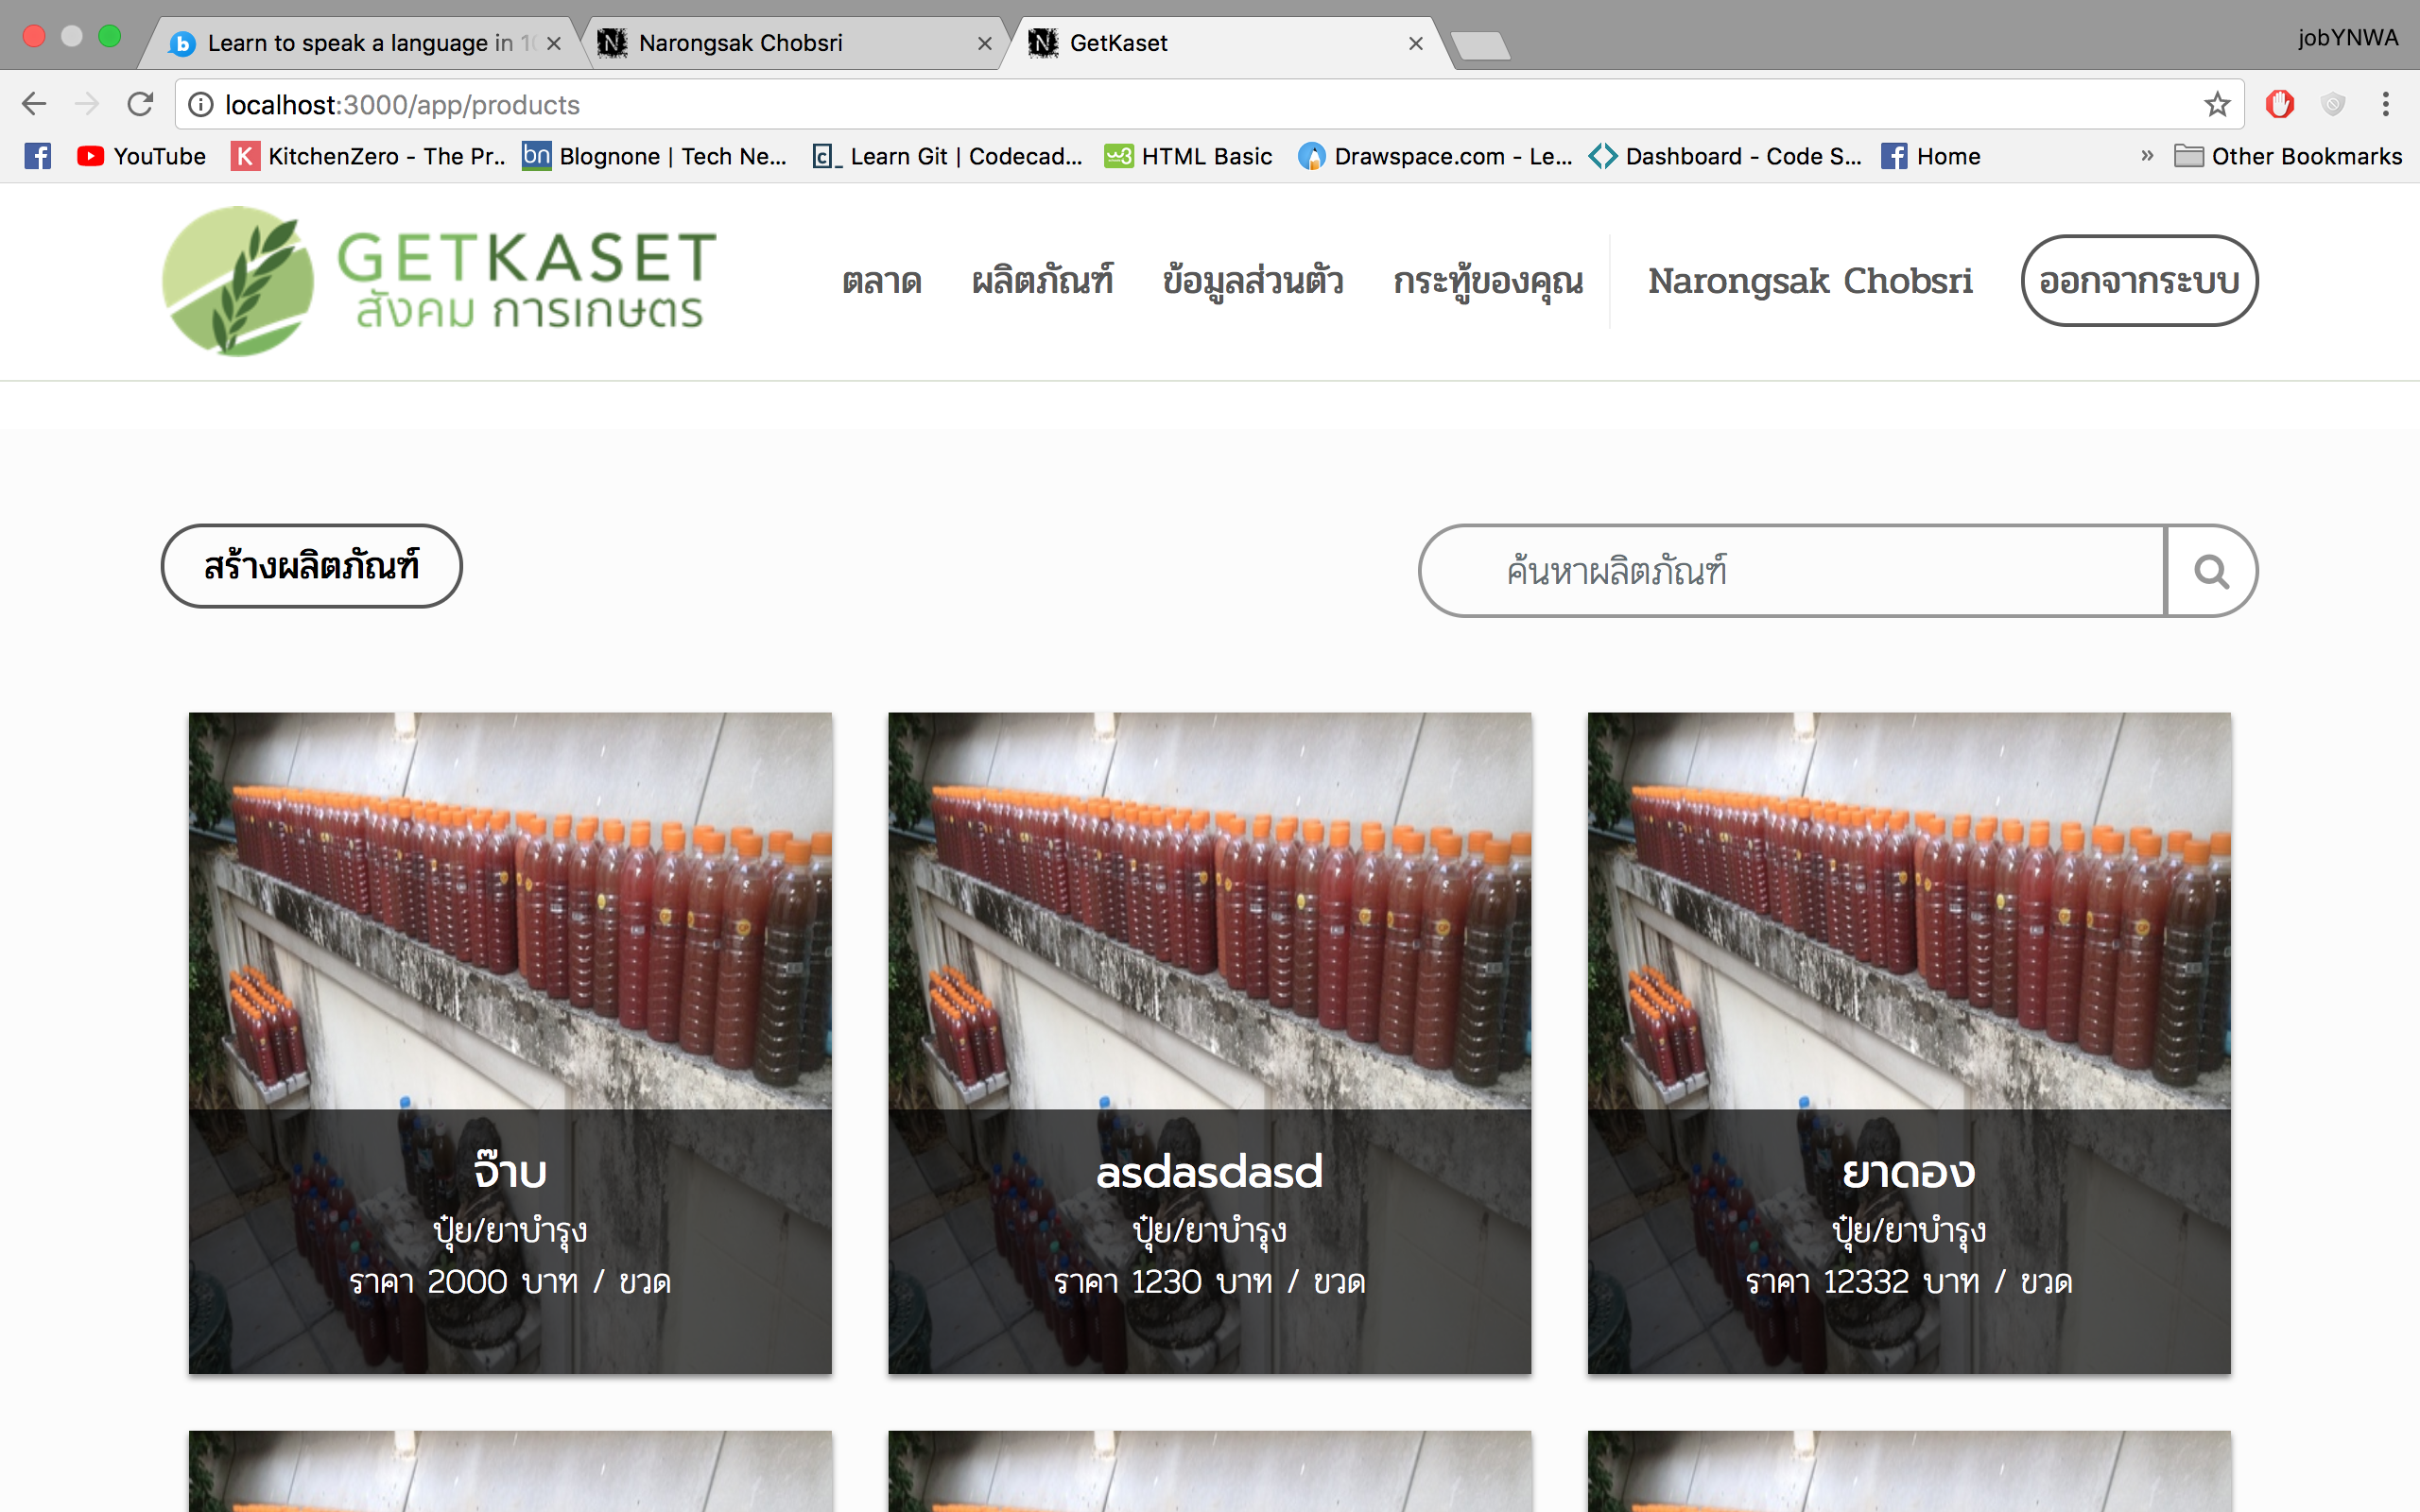 Learn to speak a language in 10
Narongsak Chobsri
GetKaset
jobYNWA
localhost:3000/app/products
YouTube
KitchenZero - The Pr..
Blognone | Tech Ne...
Learn Git | Codecad...
HTML Basic
Drawspace.com - Le...
Dashboard - Code S...
Home
»
Other Bookmarks
GETKASET
สังคม การเกษตร
ตลาด
ผลิตภัณฑ์
ข้อมูลส่วนตัว
กระทู้ของคุณ
Narongsak Chobsri
ออกจากระบบ
สร้างผลิตภัณฑ์
ค้นหาผลิตภัณฑ์
จ๊าบ
ปุ๋ย/ยาบำรุง
ราคา 2000 บาท / ขวด
asdasdasd
ปุ๋ย/ยาบำรุง
ราคา 1230 บาท / ขวด
ยาดอง
ปุ๋ย/ยาบำรุง
ราคา 12332 บาท / ขวด